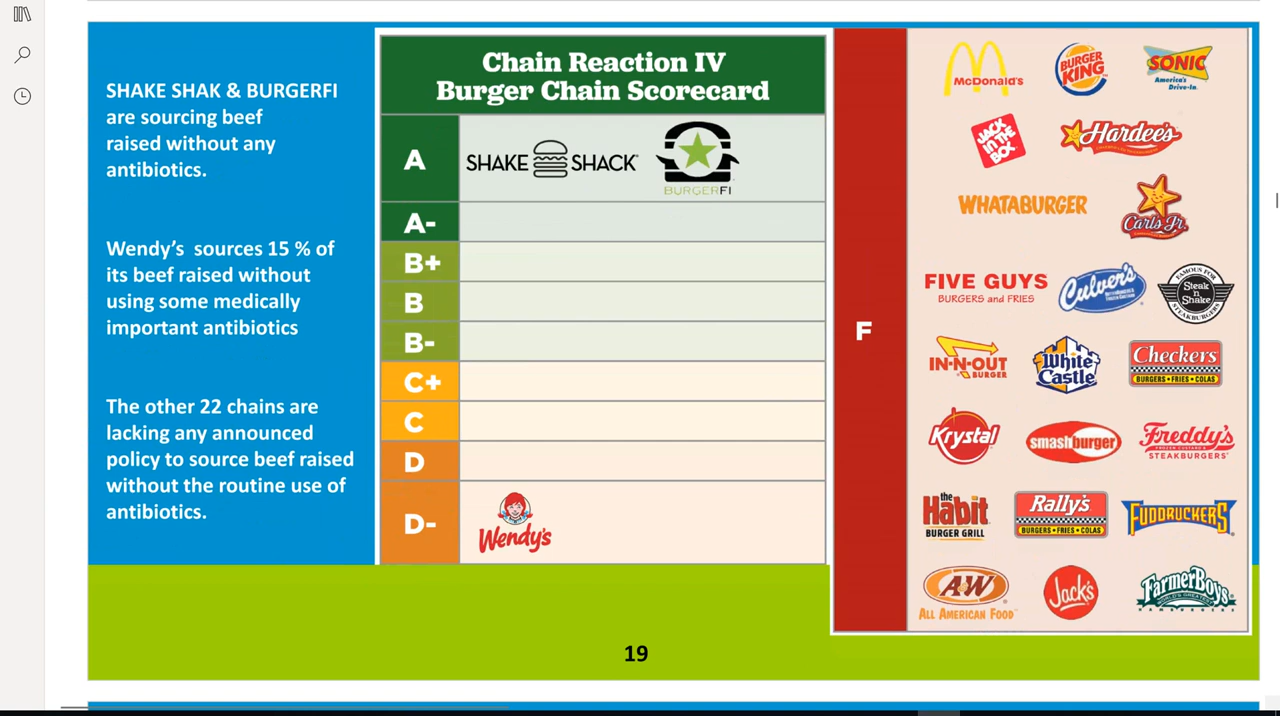 SHAKE SHAK & BURGERFI
are sourcing beef
raised without any
antibiotics.
Wendy's sources 15 % of
its beef raised without
using some medically
important antibiotics
The other 22 chains are
lacking any announced
policy to source beef raised
without the routine use of
antibiotics.
Chain Reaction IV
Burger Chain Scorecard
A
SHAKE SHACK
BURGERFI
A-
B+
B
B-
C+
C
D
D-
Wendy's
F
McDonald's
BURGER
KING
SONIC
America's
Drive-In.
JACK
IN THE
BOX
Hardee's
WHATABURGER
Carl's Jr.
FIVE GUYS
BURGERS and FRIES
Culver's
FAMOUS FOR
Steak
n
Shake
STEAKBURGERS
IN-N-OUT
BURGER
White
Castle
Checkers
BURGERS • FRIES • COLAS
Krystal
smashburger
Freddy's
FROZEN CUSTARD &
STEAKBURGERS
the
Habit
BURGER GRILL
Rally's
BURGERS • FRIES • COLAS
FUDDRUCKERS
A&W
ALL AMERICAN FOOD
Jack's
FarmerBoys
HAMBURGERS
19